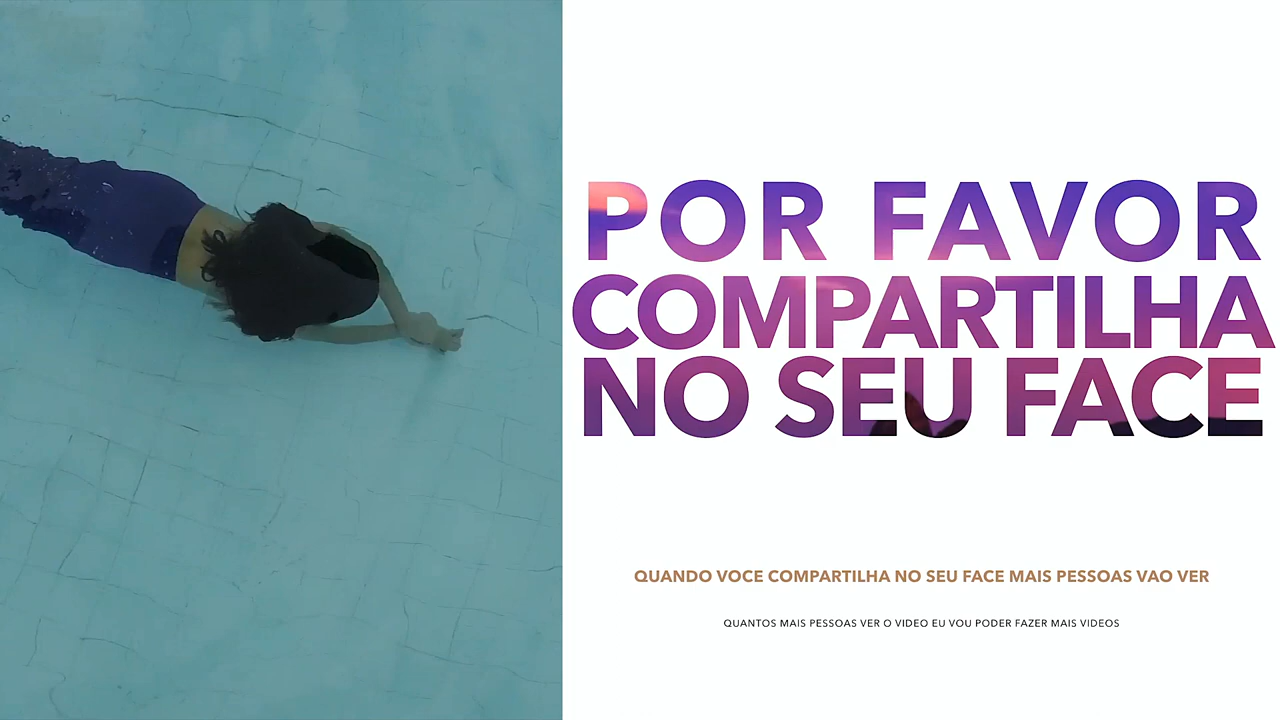 POR FAVOR
COMPARTILHA
NO SEU FACE
QUANDO VOCE COMPARTILHA NO SEU FACE MAIS PESSOAS VAO VER
QUANTOS MAIS PESSOAS VER O VIDEO EU VOU PODER FAZER MAIS VIDEOS